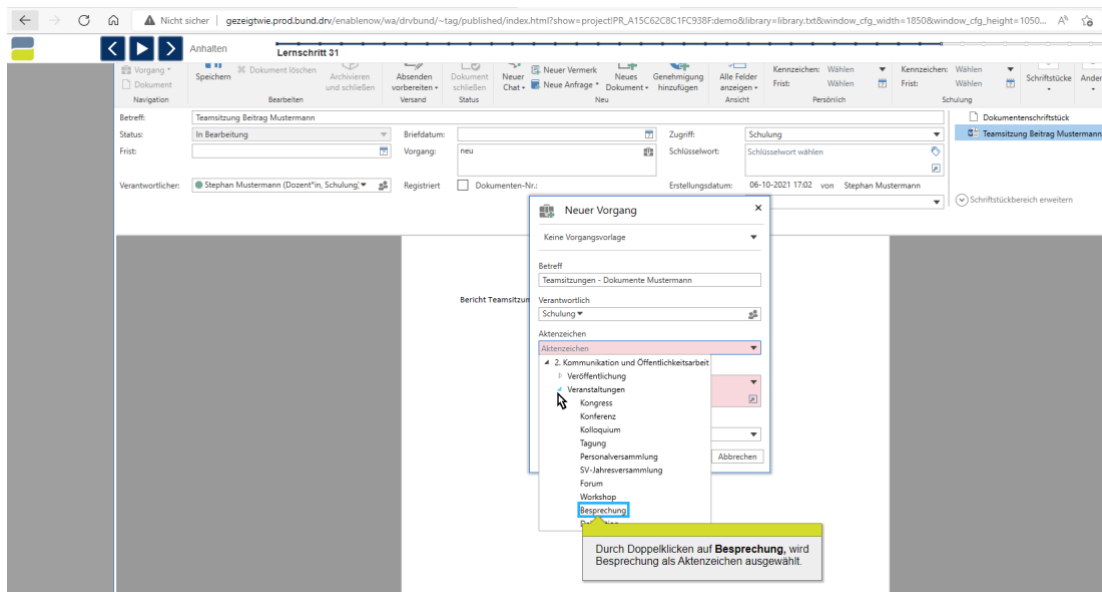 Nicht sicher | gezeigtwie.prod.bund.drv/enablenow/wa/drvbund/~tag/published/index.html?show=project!PR_A15C62C8C1FC938F:demo&library=library.txt&window_cfg_width=1850&window_cfg_height=1050...
Anhalten
Lernschritt 31
Vorgang
Dokument
Navigation
Speichern
Dokument löschen
Archivieren und schließen
Bearbeiten
Absenden vorbereiten
Versand
Dokument schließen
Status
Neuer Chat
Neuer Vermerk
Neue Anfrage
Neues Dokument
Genehmigung hinzufügen
Neu
Alle Felder anzeigen
Ansicht
Kennzeichen: Wählen
Frist: Wählen
Persönlich
Kennzeichen: Wählen
Frist: Wählen
Schulung
Schriftstücke
Betreff: Teamsitzung Beitrag Mustermann
Status: In Bearbeitung
Briefdatum:
Zugriff: Schulung
Frist:
Vorgang: neu
Schlüsselwort: Schlüsselwort wählen
Verantwortlicher: Stephan Mustermann (Dozent*in, Schulung)
Registriert
Dokumenten-Nr.:
Erstellungsdatum: 06-10-2021 17:02 von Stephan Mustermann
Dokumentenschriftstück
Teamsitzung Beitrag Mustermann
Schriftstückbereich erweitern
Bericht Teamsitzun
Neuer Vorgang
Keine Vorgangsvorlage
Betreff
Teamsitzungen - Dokumente Mustermann
Verantwortlich
Schulung
Aktenzeichen
Aktenzeichen
2. Kommunikation und Öffentlichkeitsarbeit
Veröffentlichung
Veranstaltungen
Kongress
Konferenz
Kolloquium
Tagung
Personalversammlung
SV-Jahresversammlung
Forum
Workshop
Besprechung
Abbrechen
Durch Doppelklicken auf Besprechung, wird
Besprechung als Aktenzeichen ausgewählt.